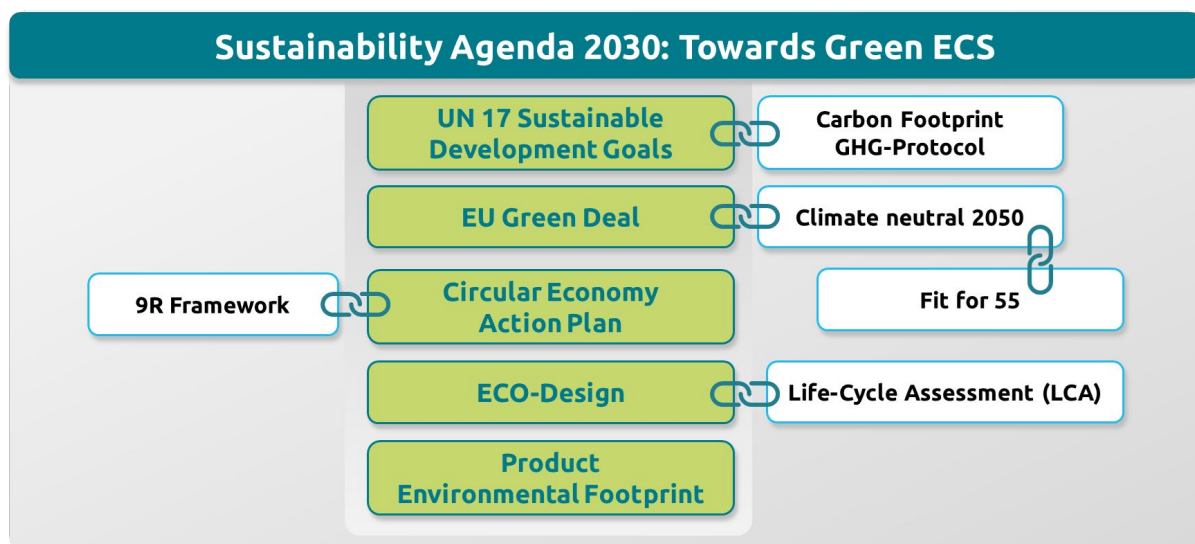 Sustainability Agenda 2030: Towards Green ECS
UN 17 Sustainable
Development Goals
Carbon Footprint
GHG-Protocol
EU Green Deal
Climate neutral 2050
9R Framework
Circular Economy
Action Plan
Fit for 55
ECO-Design
Life-Cycle Assessment (LCA)
Product
Environmental Footprint